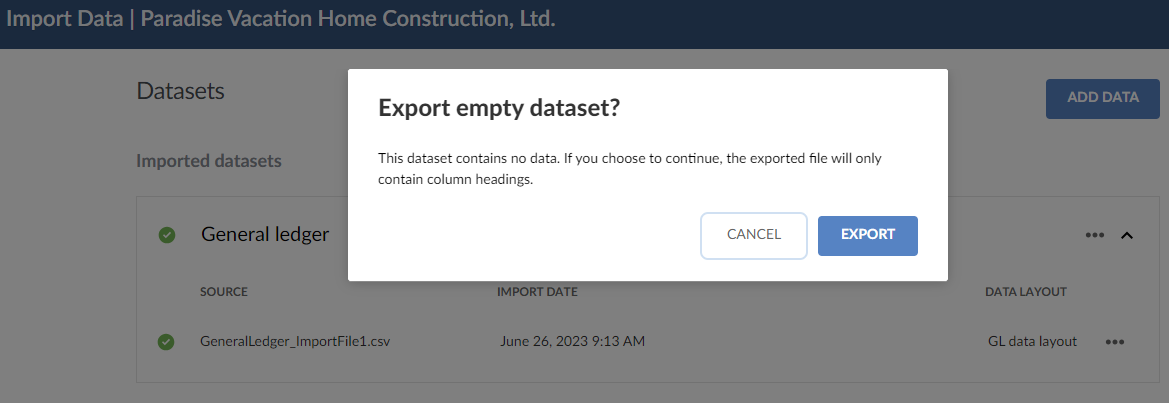 Import Data | Paradise Vacation Home Construction, Ltd.
Datasets
ADD DATA
Imported datasets
Export empty dataset?
This dataset contains no data. If you choose to continue, the exported file will only
contain column headings.
CANCEL
EXPORT
General ledger
SOURCE
IMPORT DATE
DATA LAYOUT
GeneralLedger_ImportFile1.csv
June 26, 2023 9:13 AM
GL data layout